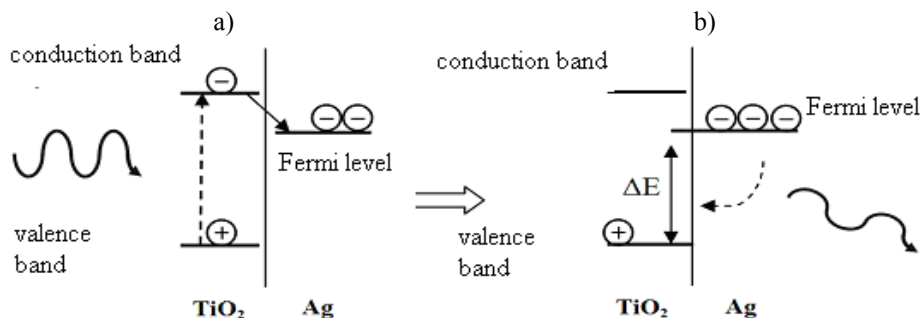 a)
conduction band
Fermi level
valence
band
TiO₂ Ag
b)
conduction band
Fermi level
ΔE
valence
band
TiO₂ Ag